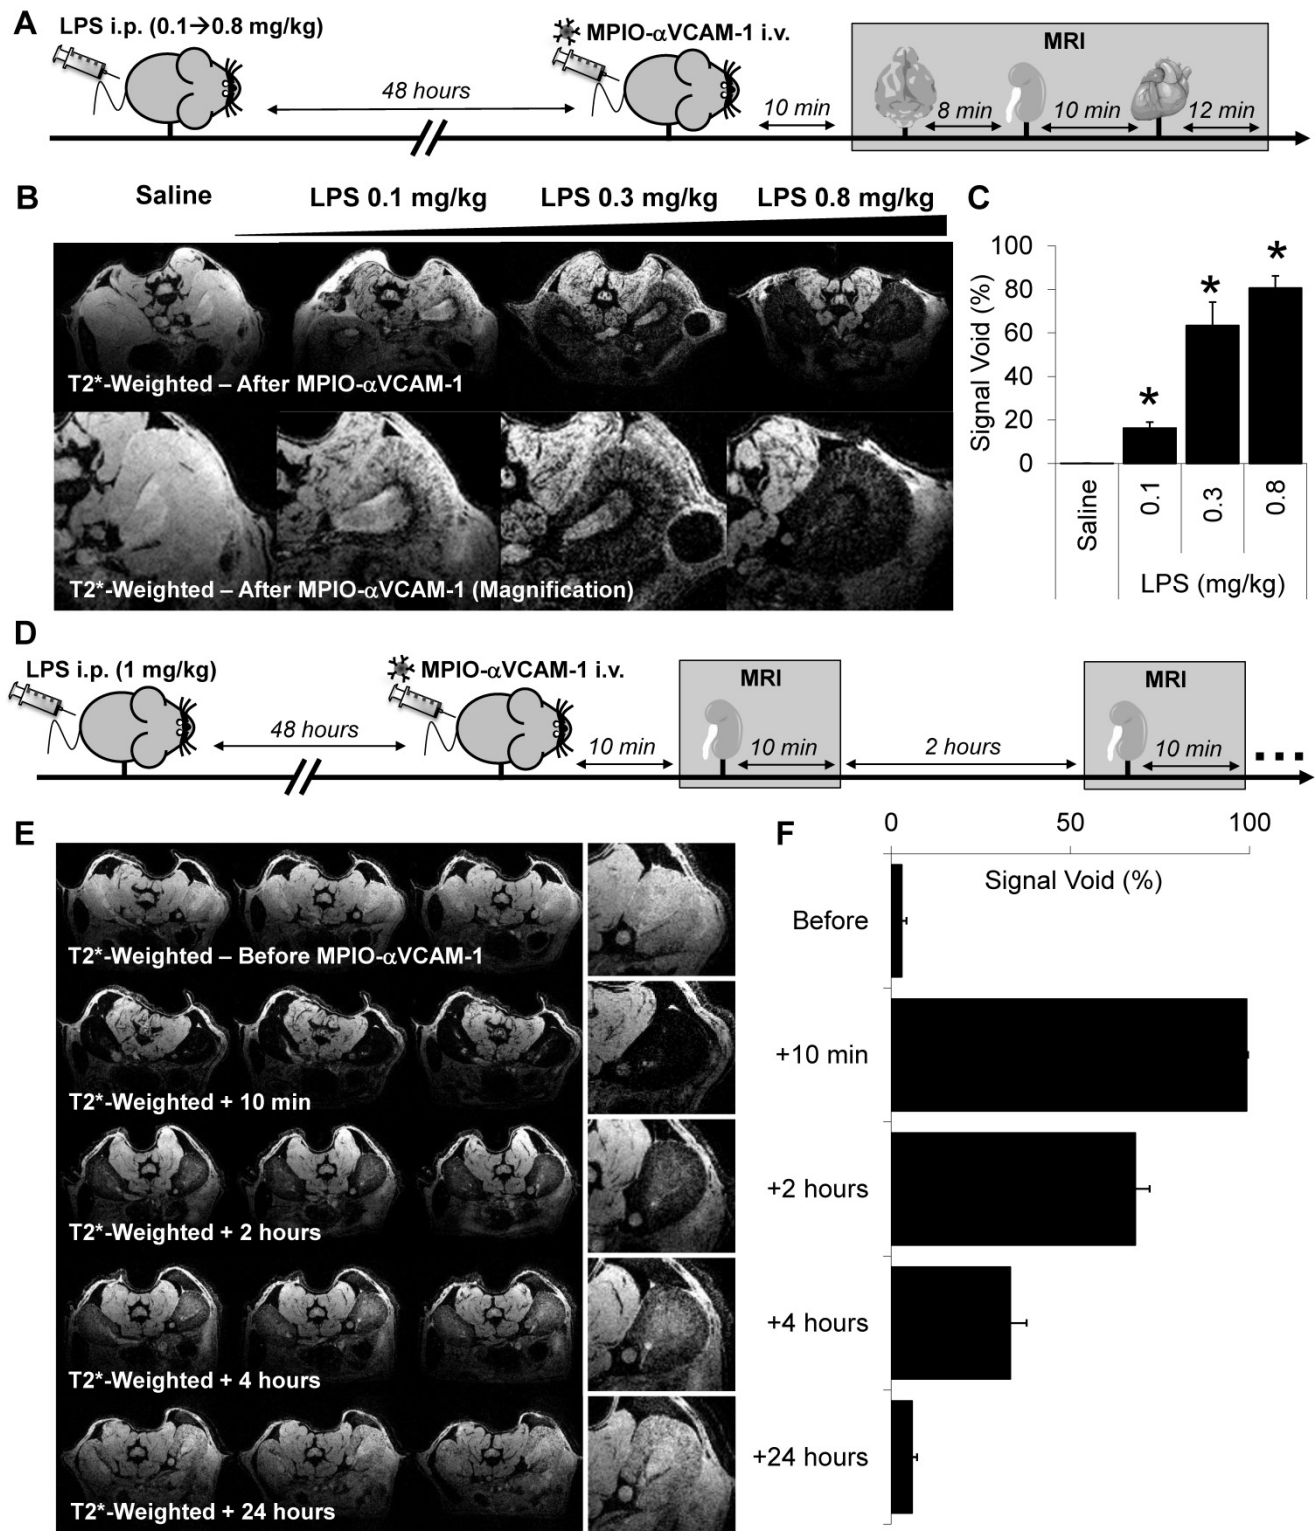 A
LPS i.p. (0.1→0.8 mg/kg)
MPIO-αVCAM-1 i.v.
MRI
48 hours
10 min
8 min
10 min
12 min
B
Saline
LPS 0.1 mg/kg
LPS 0.3 mg/kg
LPS 0.8 mg/kg
T2*-Weighted – After MPIO-αVCAM-1
T2*-Weighted – After MPIO-αVCAM-1 (Magnification)
C
Signal Void (%)
100
80
60
40
20
0
*
*
*
Saline
0.1
0.3
0.8
LPS (mg/kg)
D
LPS i.p. (1 mg/kg)
MPIO-αVCAM-1 i.v.
MRI
MRI
48 hours
10 min
10 min
2 hours
10 min
E
T2*-Weighted – Before MPIO-αVCAM-1
T2*-Weighted + 10 min
T2*-Weighted + 2 hours
T2*-Weighted + 4 hours
T2*-Weighted + 24 hours
F
0
50
100
Signal Void (%)
Before
+10 min
+2 hours
+4 hours
+24 hours